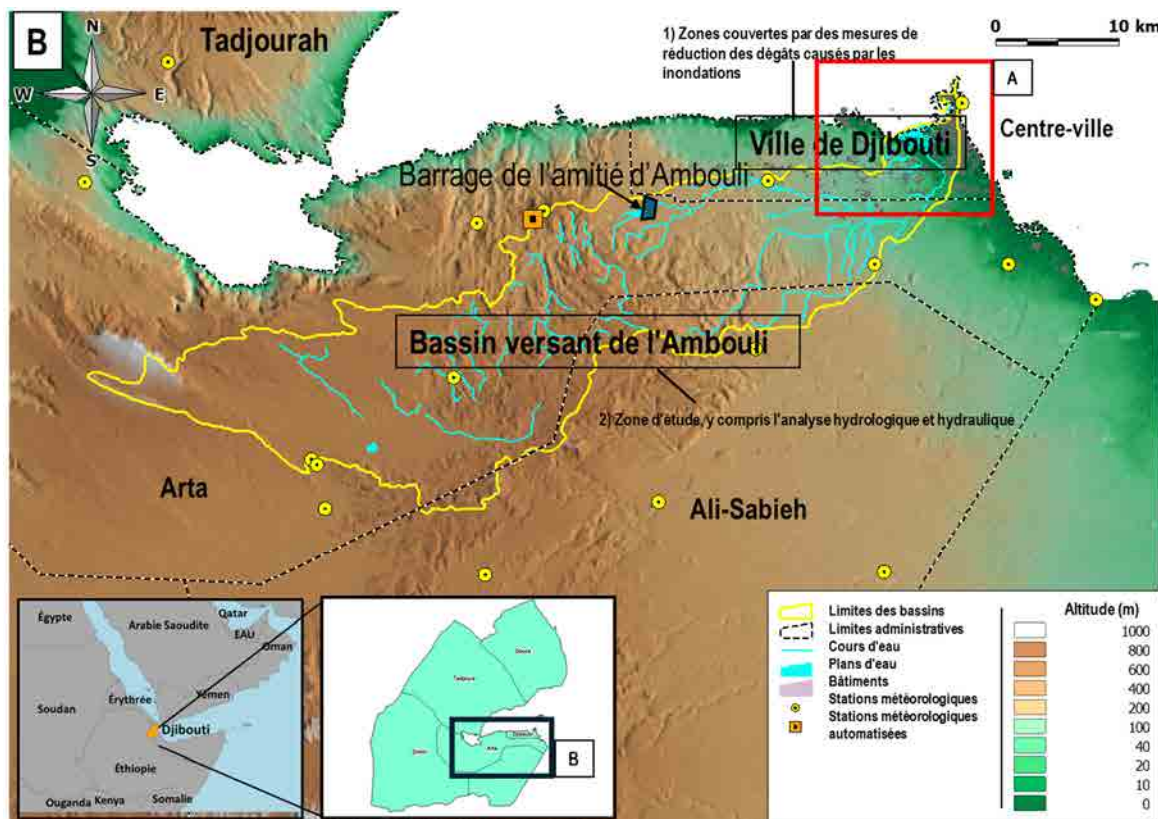 B
N
W
E
S
Tadjourah
1) Zones couvertes par des mesures de
réduction des dégâts causés par les
inondations
0
10 km
A
Centre-ville
Ville de Djibouti
Barrage de l'amitié d'Ambouli
Bassin versant de l'Ambouli
2) Zone d'étude, y compris l'analyse hydrologique et hydraulique
Arta
Ali-Sabieh
Égypte
Arabie Saoudite
Qatar
EAU
Oman
Soudan
Érythrée
Yémen
Djibouti
Éthiopie
Ouganda
Kenya
Somalie
Tadjoura
Arta
B
Limites des bassins
Limites administratives
Cours d'eau
Plans d'eau
Bâtiments
Stations météorologiques
Stations météorologiques
automatisées
Altitude (m)
1000
800
600
400
200
100
40
20
10
0